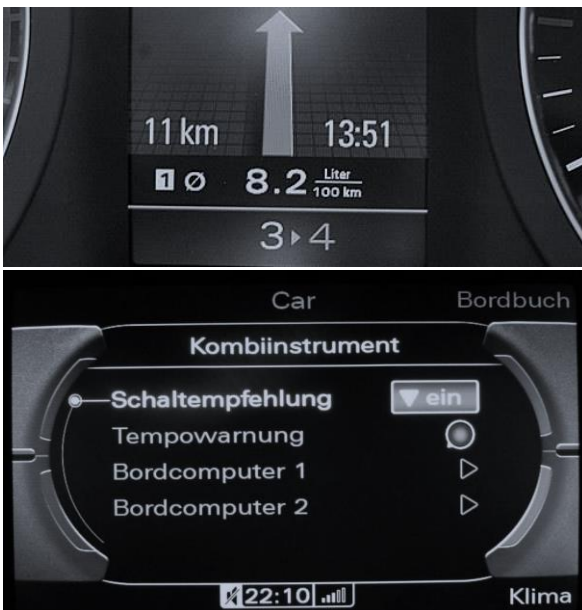 11 km 13:51
1 Ø 8.2 Liter
100 km
3▸4
Car Bordbuch
Kombiinstrument
Schaltempfehlung ein
Tempowarnung
Bordcomputer 1
Bordcomputer 2
22:10 Klima